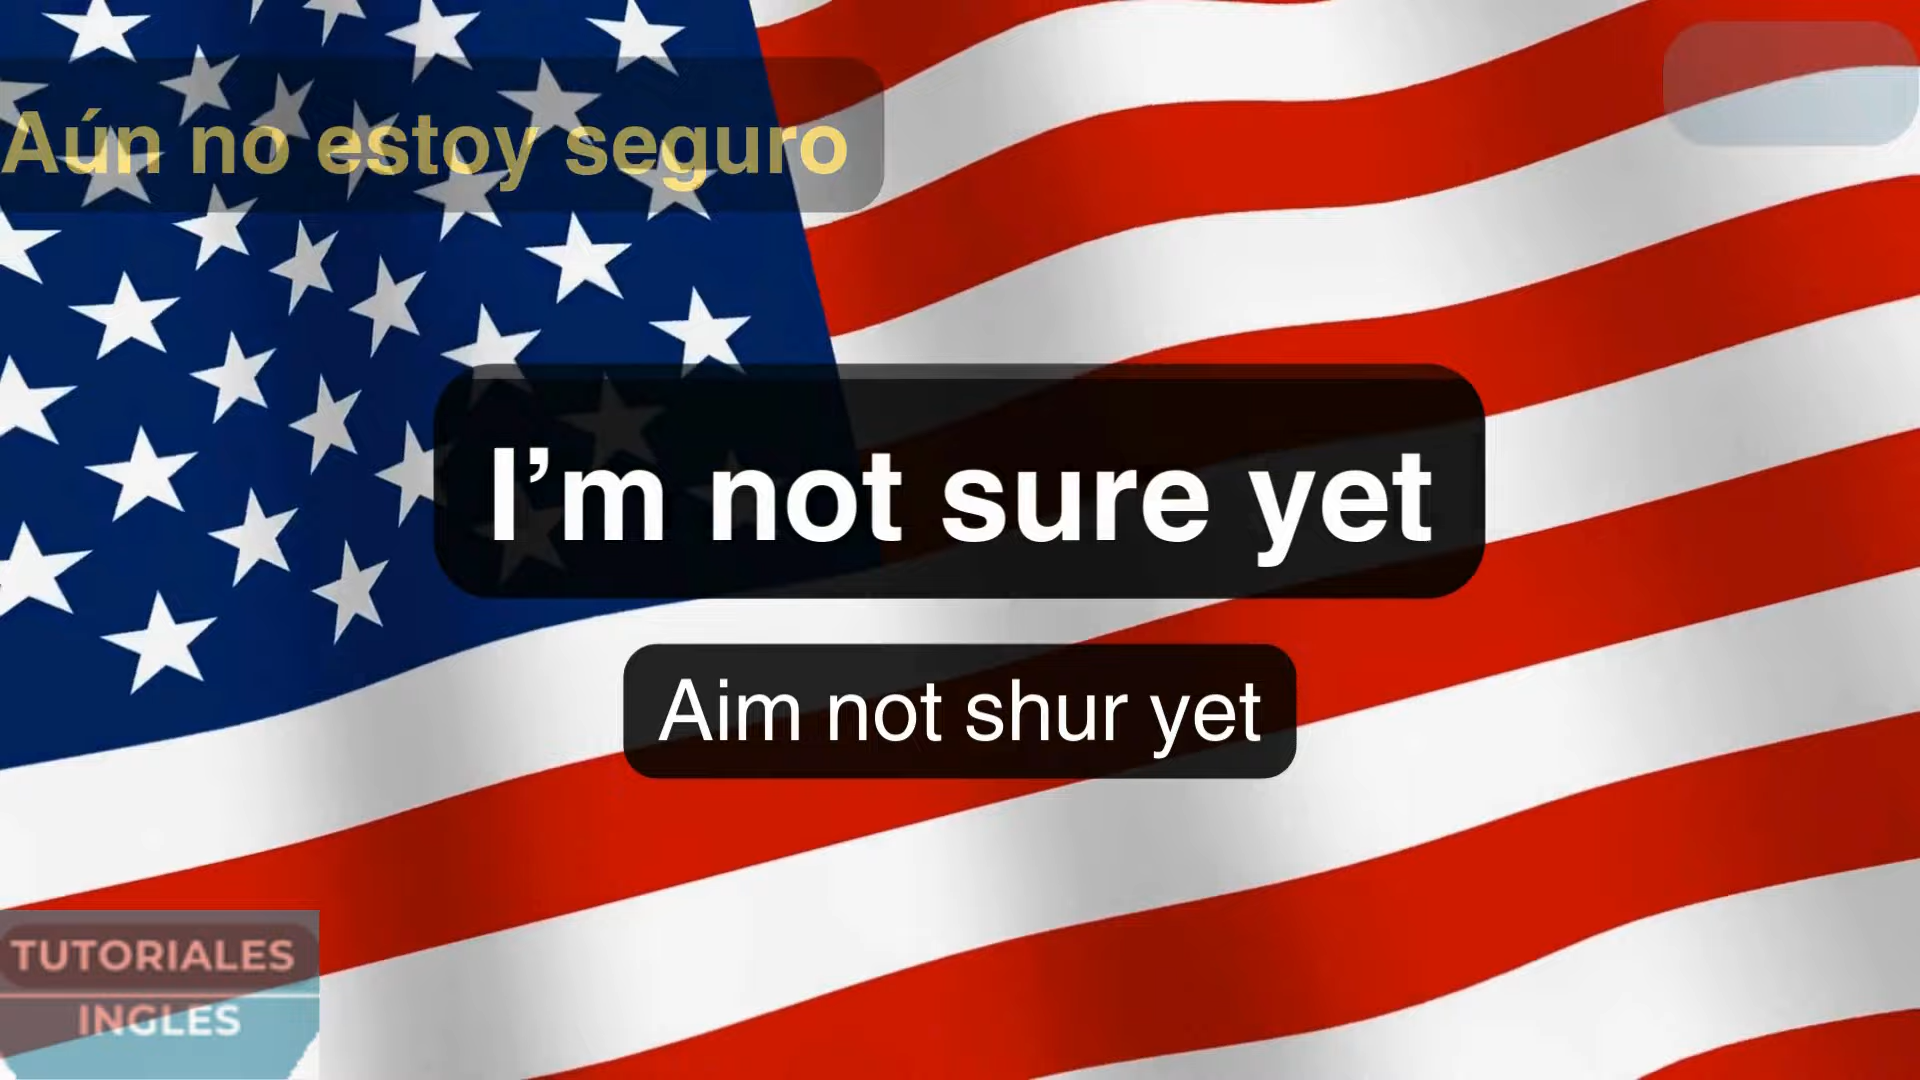 Aún no estoy seguro
I’m not sure yet
Aim not shur yet
TUTORIALES
INGLES